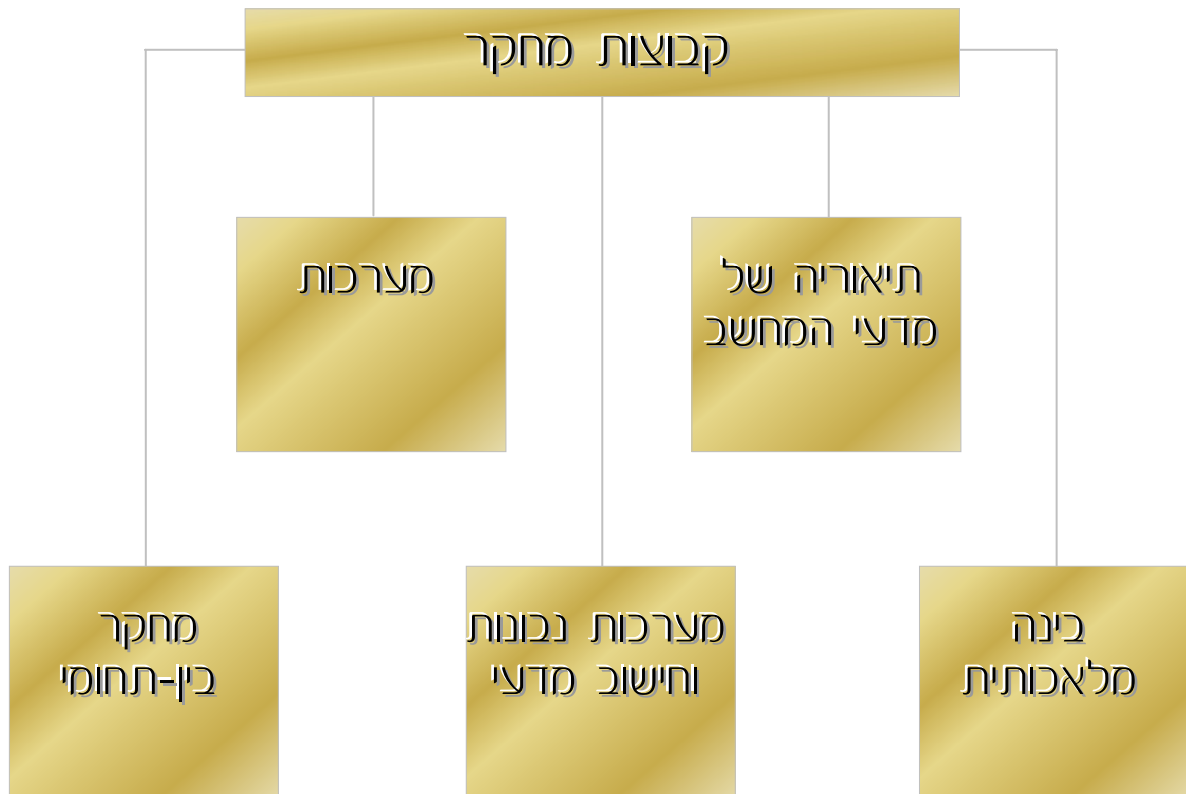 קבוצות מחקר
תיאוריה של
מדעי המחשב
מערכות
בינה
מלאכותית
מערכות נבונות
וחישוב מדעי
מחקר
בין-תחומי